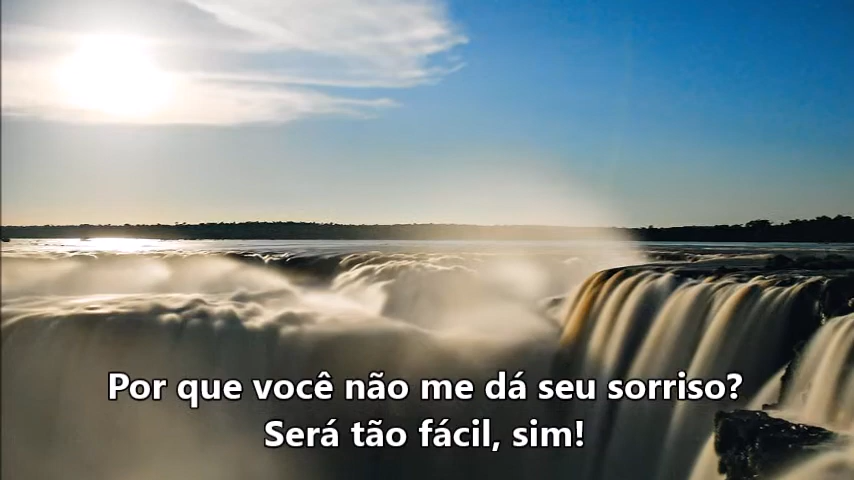 Por que você não me dá seu sorriso?
Será tão fácil, sim!